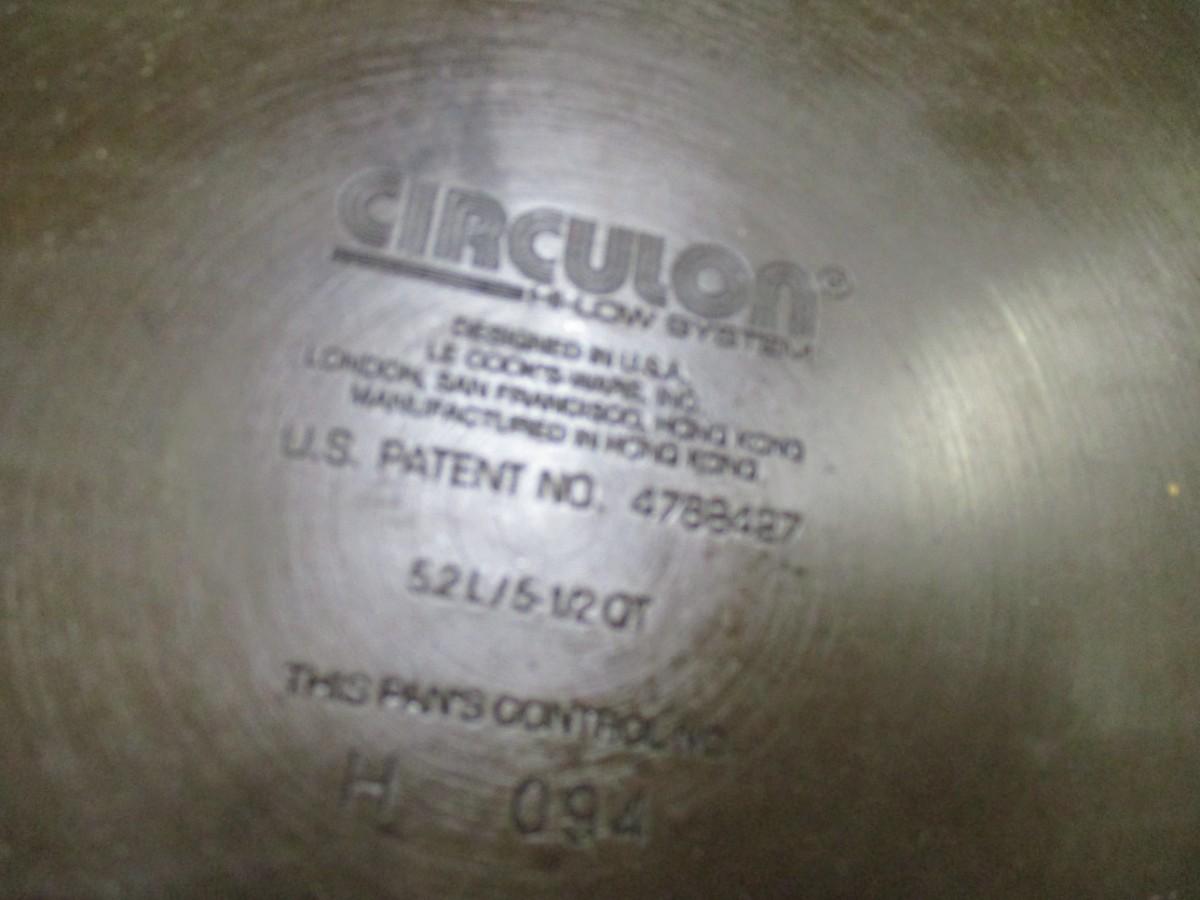 CIRCULON®
HI-LOW SYSTEM
DESIGNED IN U.S.A.
LE COOK'S-WARE, INC.
LONDON, SAN FRANCISCO, HONG KONG
MANUFACTURED IN HONG KONG.
U.S. PATENT NO. 4788427
5.2 L / 5-1/2 QT
THIS PAN'S CONTROL NO.
H 094